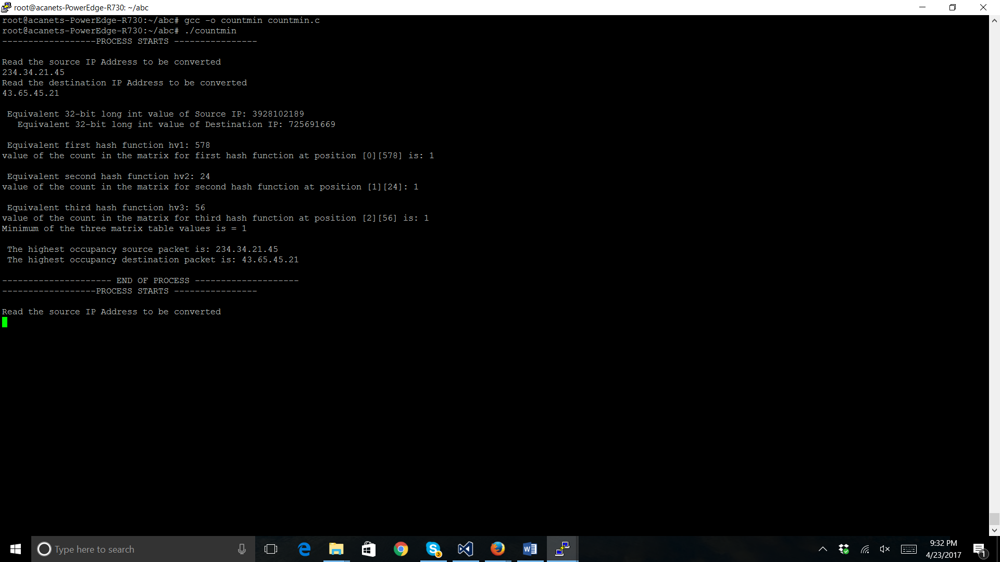 root@acanets-PowerEdge-R730: ~/abc
root@acanets-PowerEdge-R730:~/abc# gcc -o countmin countmin.c
root@acanets-PowerEdge-R730:~/abc# ./countmin
------------------PROCESS STARTS ----------------
Read the source IP Address to be converted
234.34.21.45
Read the destination IP Address to be converted
43.65.45.21
Equivalent 32-bit long int value of Source IP: 3928102189
Equivalent 32-bit long int value of Destination IP: 725691669
Equivalent first hash function hv1: 578
value of the count in the matrix for first hash function at position [0][578] is: 1
Equivalent second hash function hv2: 24
value of the count in the matrix for second hash function at position [1][24]: 1
Equivalent third hash function hv3: 56
value of the count in the matrix for third hash function at position [2][56] is: 1
Minimum of the three matrix table values is = 1
The highest occupancy source packet is: 234.34.21.45
The highest occupancy destination packet is: 43.65.45.21
--------------------- END OF PROCESS --------------------
------------------PROCESS STARTS ----------------
Read the source IP Address to be converted
Type here to search
3
9:32 PM
4/23/2017
1